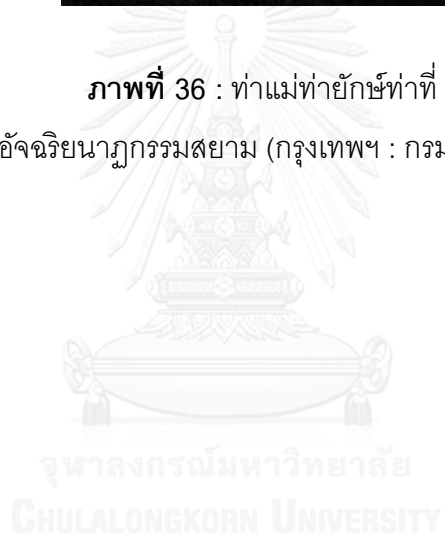 ภาพที่ 36 : ท่าแม่ท่ายักษ์ท่าที่
อัจฉริยนาฏกรรมสยาม (กรุงเทพฯ : กรม
จุฬาลงกรณ์มหาวิทยาลัย
CHULALONGKORN UNIVERSITY